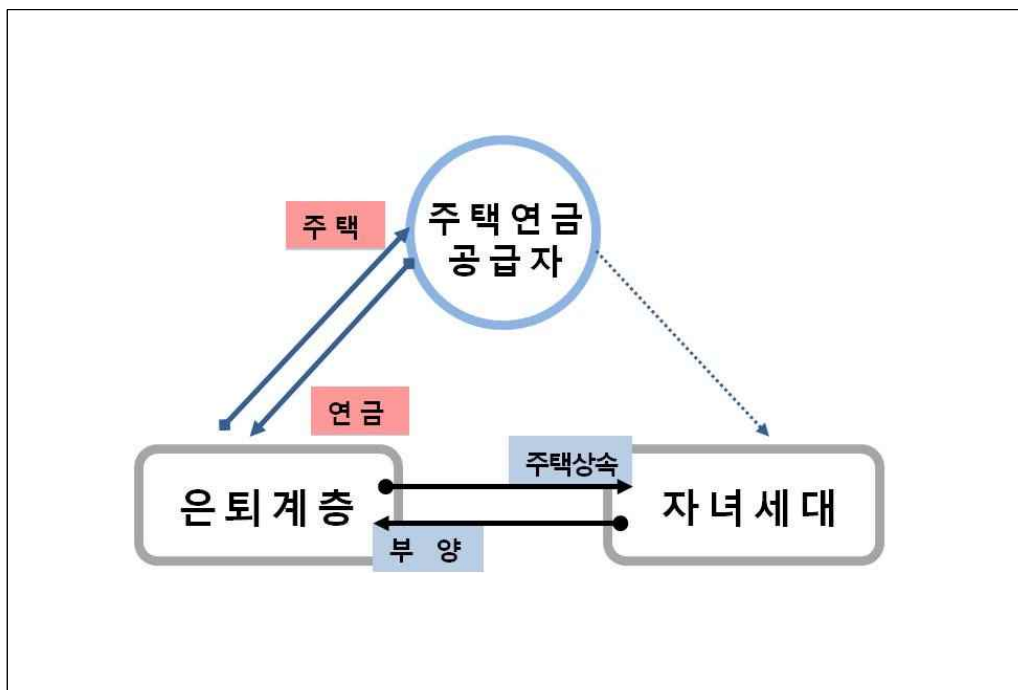 주택
주택연금
공급자
연금
주택상속
은퇴계층
자녀세대
부 양